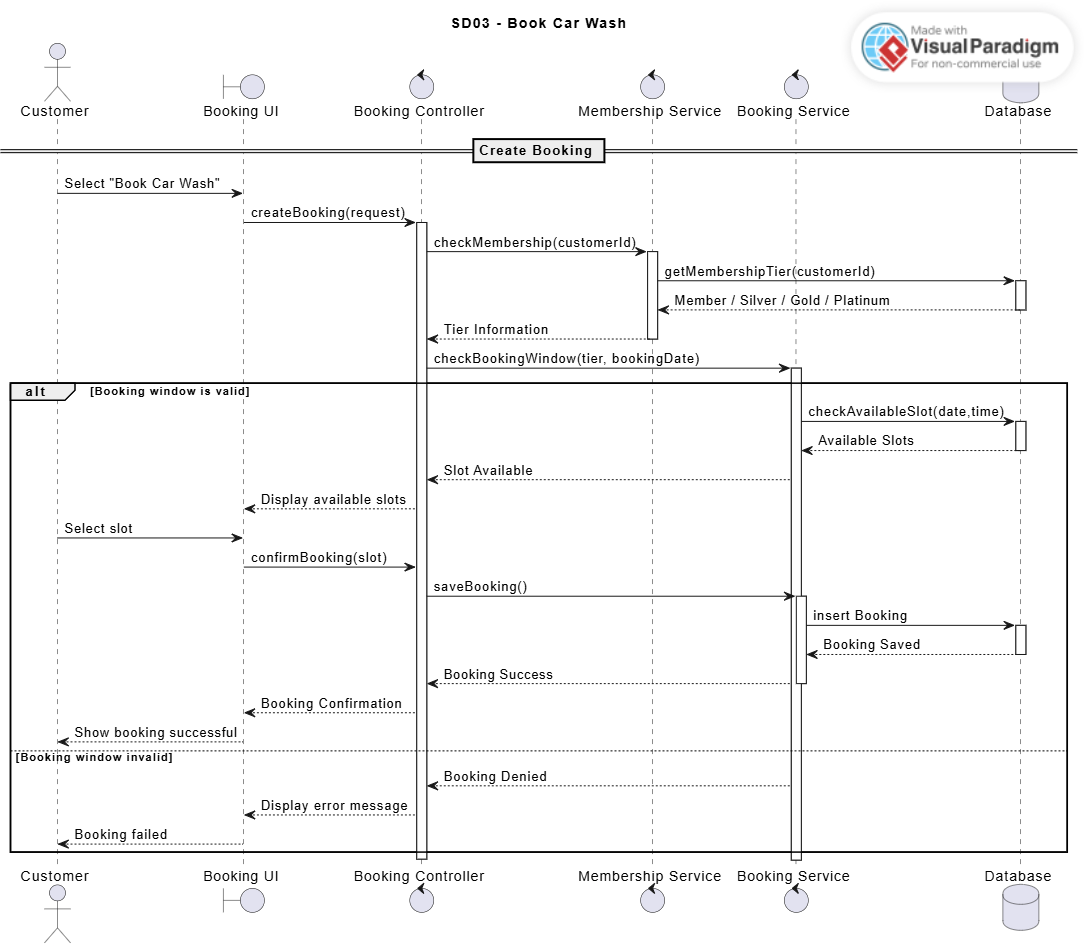 SD03 - Book Car Wash
Made with
VisualParadigm
For non-commercial use
Customer
Booking UI
Booking Controller
Membership Service
Booking Service
Database
Create Booking
Select "Book Car Wash"
createBooking(request)
checkMembership(customerId)
getMembershipTier(customerId)
Member / Silver / Gold / Platinum
Tier Information
checkBookingWindow(tier, bookingDate)
alt
[Booking window is valid]
checkAvailableSlot(date,time)
Available Slots
Slot Available
Display available slots
Select slot
confirmBooking(slot)
saveBooking()
insert Booking
Booking Saved
Booking Success
Booking Confirmation
Show booking successful
[Booking window invalid]
Booking Denied
Display error message
Booking failed
Customer
Booking UI
Booking Controller
Membership Service
Booking Service
Database